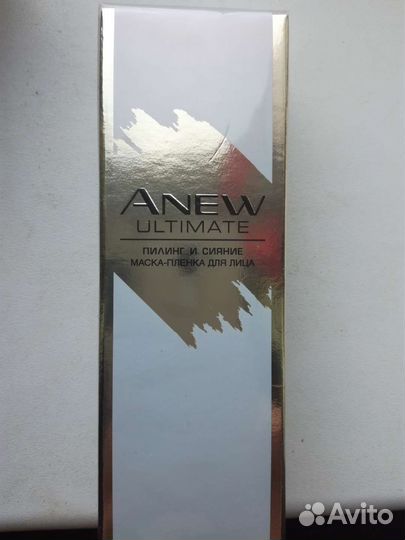 ANEW
ULTIMATE
ПИЛИНГ И СИЯНИЕ
МАСКА-ПЛЕНКА ДЛЯ ЛИЦА
Avito